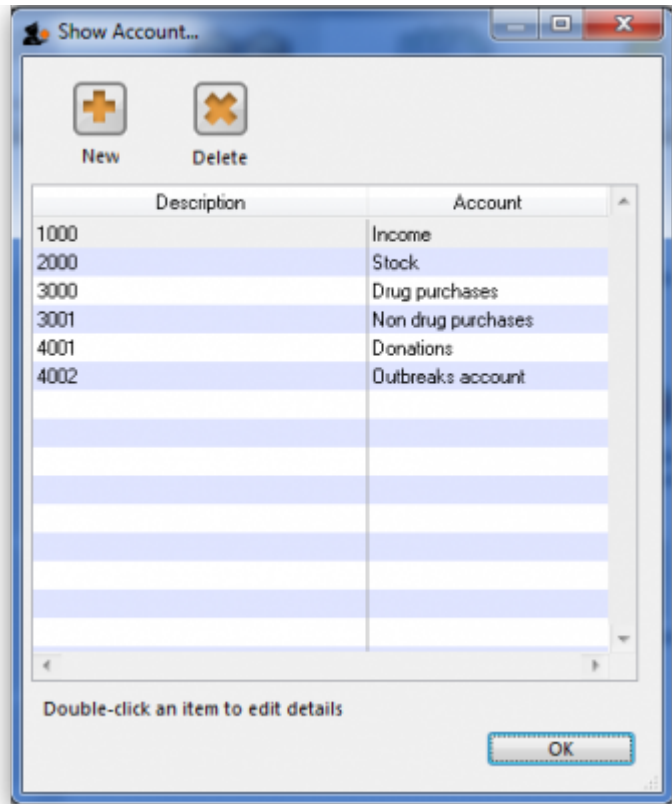 Show Account...
New Delete
Description Account
1000 Income
2000 Stock
3000 Drug purchases
3001 Non drug purchases
4001 Donations
4002 Outbreaks account
Double-click an item to edit details
OK